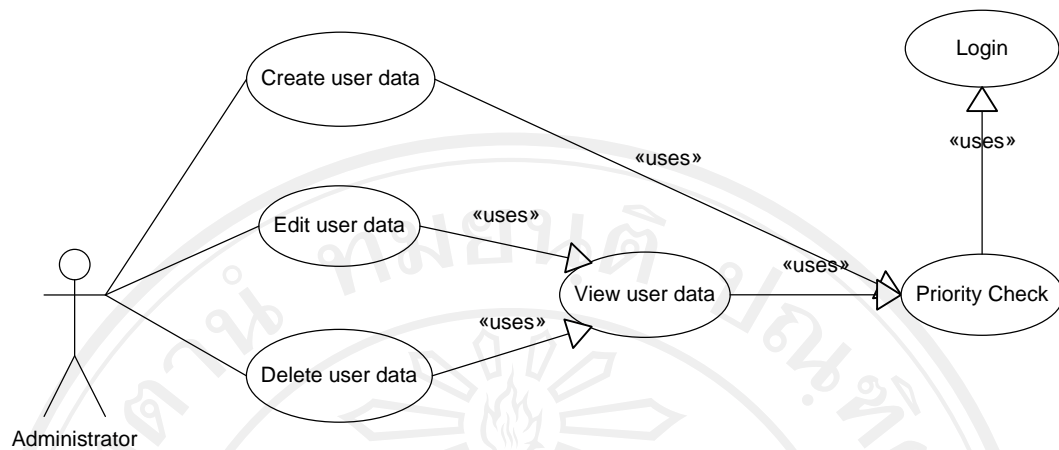 Login
Create user data
«uses»
«uses»
Edit user data
«uses»
«uses»
View user data
Priority Check
«uses»
Delete user data
Administrator